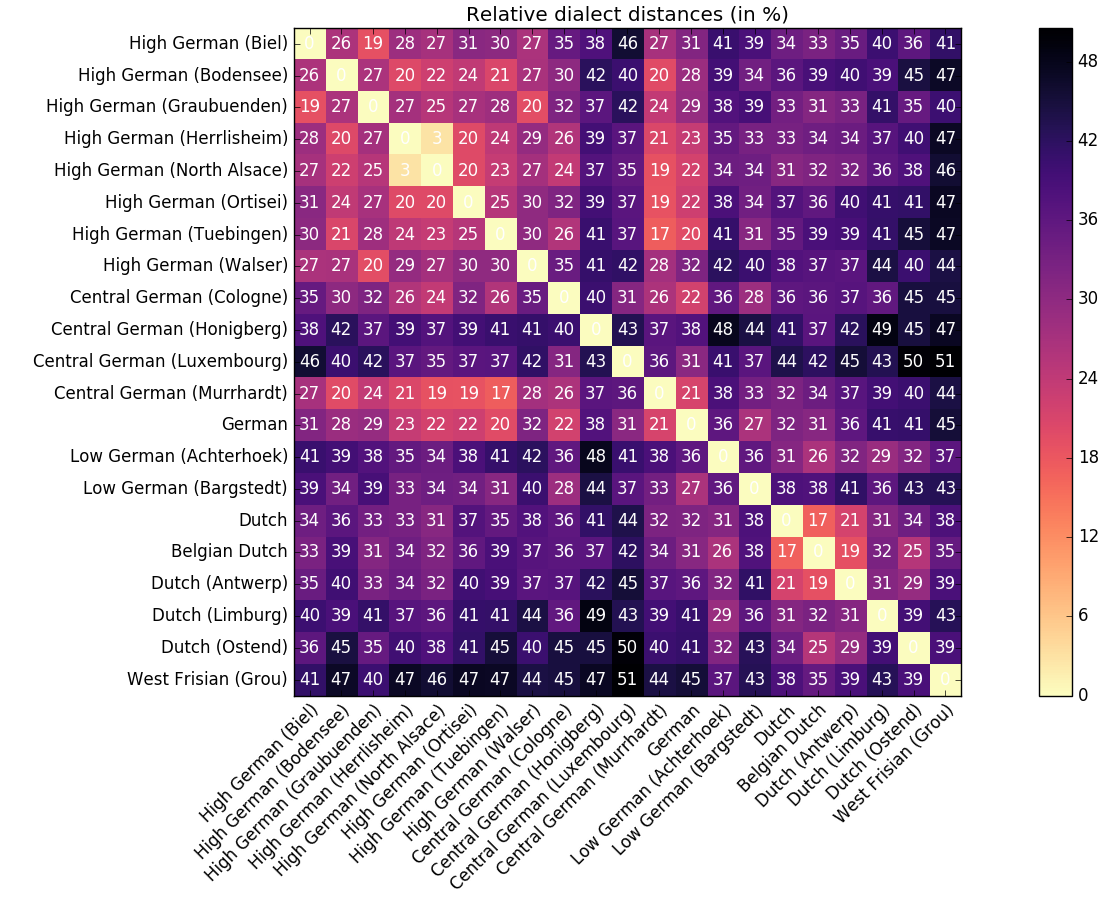 Relative dialect distances (in %)
High German (Biel) 0 26 19 28 27 31 30 27 35 38 46 27 31 41 39 34 33 35 40 36 41
High German (Bodensee) 26 0 27 20 22 24 21 27 30 42 40 20 28 39 34 36 39 40 39 45 47
High German (Graubuenden) 19 27 0 27 25 27 28 20 32 37 42 24 29 38 39 33 31 33 41 35 40
High German (Herrlisheim) 28 20 27 0 3 20 24 29 26 39 37 21 23 35 33 33 34 34 37 40 47
High German (North Alsace) 27 22 25 3 0 20 23 27 24 37 35 19 22 34 34 31 32 32 36 38 46
High German (Ortisei) 31 24 27 20 20 0 25 30 32 39 37 19 22 38 34 37 36 40 41 41 47
High German (Tuebingen) 30 21 28 24 23 25 0 30 26 41 37 17 20 41 31 35 39 39 41 45 47
High German (Walser) 27 27 20 29 27 30 30 0 35 41 42 28 32 42 40 38 37 37 44 40 44
Central German (Cologne) 35 30 32 26 24 32 26 35 0 40 31 26 22 36 28 36 36 37 36 45 45
Central German (Honigberg) 38 42 37 39 37 39 41 41 40 0 43 37 38 48 44 41 37 42 49 45 47
Central German (Luxembourg) 46 40 42 37 35 37 37 42 31 43 0 36 31 41 37 44 42 45 43 50 51
Central German (Murrhardt) 27 20 24 21 19 19 17 28 26 37 36 0 21 38 33 32 34 37 39 40 44
German 31 28 29 23 22 22 20 32 22 38 31 21 0 36 27 32 31 36 41 41 45
Low German (Achterhoek) 41 39 38 35 34 38 41 42 36 48 41 38 36 0 36 31 26 32 29 32 37
Low German (Bargstedt) 39 34 39 33 34 34 31 40 28 44 37 33 27 36 0 38 38 41 36 43 43
Dutch 34 36 33 33 31 37 35 38 36 41 44 32 32 31 38 0 17 21 31 34 38
Belgian Dutch 33 39 31 34 32 36 39 37 36 37 42 34 31 26 38 17 0 19 32 25 35
Dutch (Antwerp) 35 40 33 34 32 40 39 37 37 42 45 37 36 32 41 21 19 0 31 29 39
Dutch (Limburg) 40 39 41 37 36 41 41 44 36 49 43 39 41 29 36 31 32 31 0 39 43
Dutch (Ostend) 36 45 35 40 38 41 45 40 45 45 50 40 41 32 43 34 25 29 39 0 39
West Frisian (Grou) 41 47 40 47 46 47 47 44 45 47 51 44 45 37 43 38 35 39 43 39 0
High German (Biel)
High German (Bodensee)
High German (Graubuenden)
High German (Herrlisheim)
High German (North Alsace)
High German (Ortisei)
High German (Tuebingen)
High German (Walser)
Central German (Cologne)
Central German (Honigberg)
Central German (Luxembourg)
Central German (Murrhardt)
German
Low German (Achterhoek)
Low German (Bargstedt)
Dutch
Belgian Dutch
Dutch (Antwerp)
Dutch (Limburg)
Dutch (Ostend)
West Frisian (Grou)
48
42
36
30
24
18
12
6
0